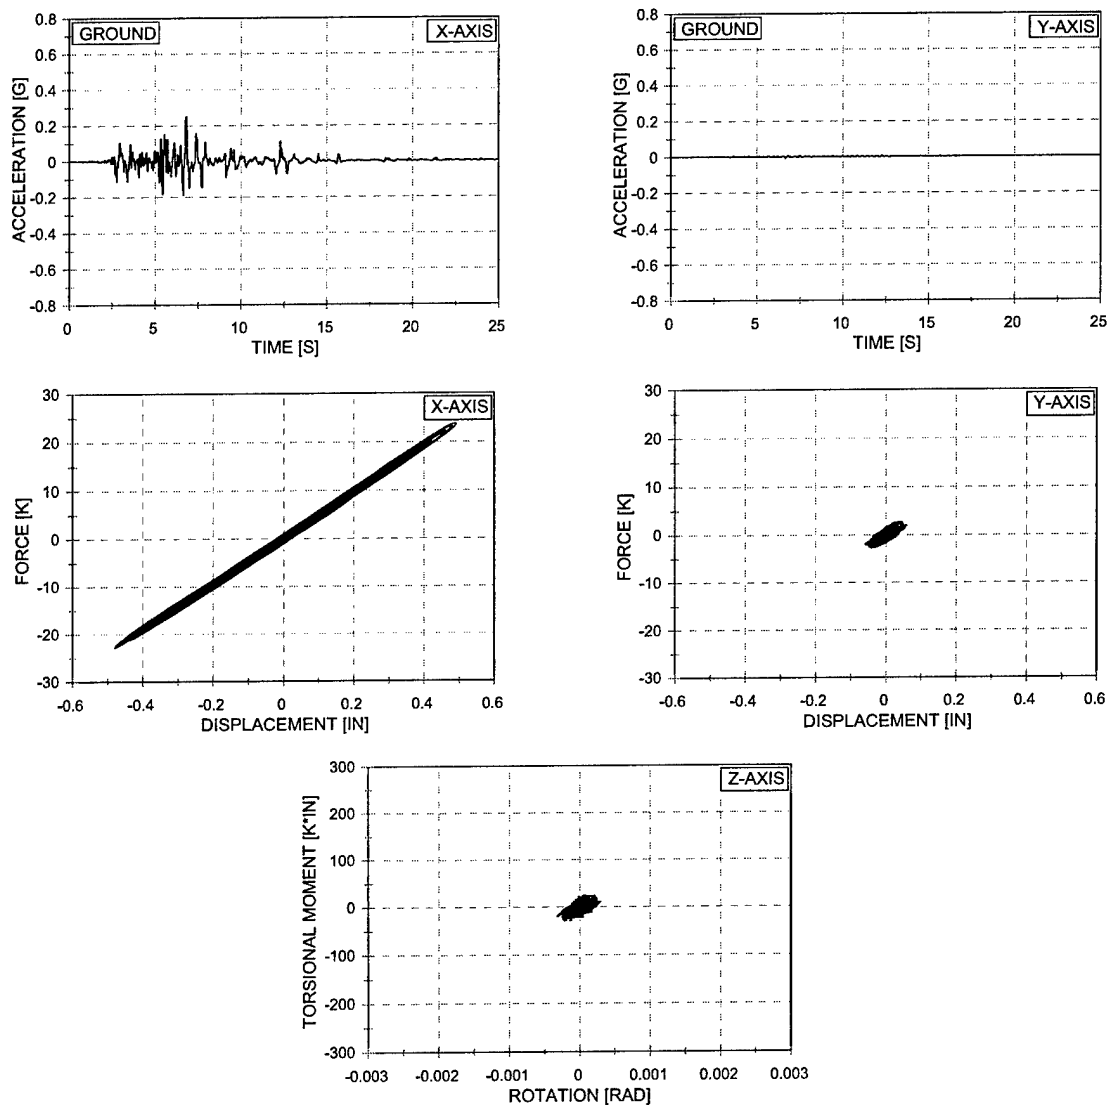 GROUND
X-AXIS
ACCELERATION [G]
0.8
0.6
0.4
0.2
0
-0.2
-0.4
-0.6
-0.8
0 5 10 15 20 25
TIME [S]
GROUND
Y-AXIS
ACCELERATION [G]
0.8
0.6
0.4
0.2
0
-0.2
-0.4
-0.6
-0.8
0 5 10 15 20 25
TIME [S]
X-AXIS
FORCE [K]
30
20
10
0
-10
-20
-30
-0.6 -0.4 -0.2 0 0.2 0.4 0.6
DISPLACEMENT [IN]
Y-AXIS
FORCE [K]
30
20
10
0
-10
-20
-30
-0.6 -0.4 -0.2 0 0.2 0.4 0.6
DISPLACEMENT [IN]
Z-AXIS
TORSIONAL MOMENT [K*IN]
300
200
100
0
-100
-200
-300
-0.003 -0.002 -0.001 0 0.001 0.002 0.003
ROTATION [RAD]